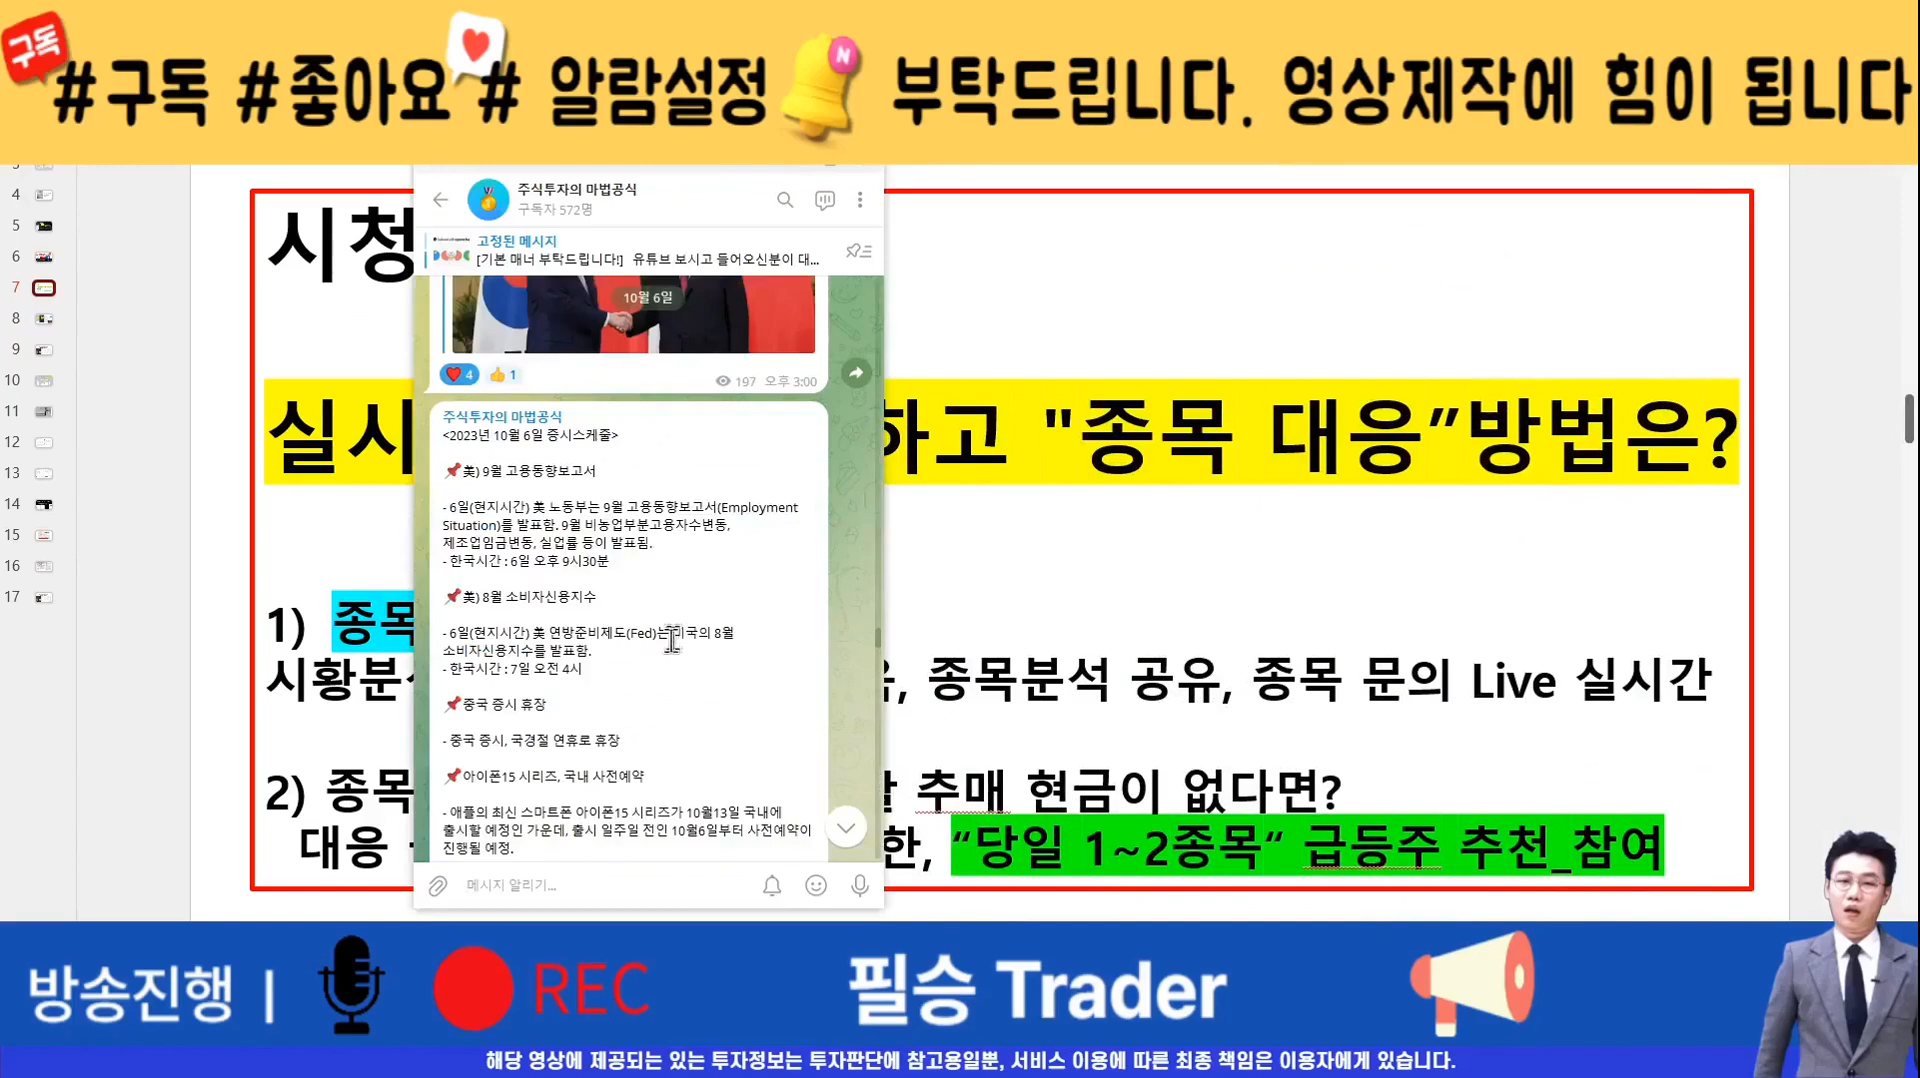 구독
#구독 #좋아요 # 알람설정 N 부탁드립니다. 영상제작에 힘이 됩니다
4
5
6
7
8
9
10
11
12
13
14
15
16
17
시청
실시
하고 "종목 대응”방법은?
1) 종목
시황분
, 종목분석 공유, 종목 문의 Live 실시간
2) 종목
추매 현금이 없다면?
대응
한, “당일 1~2종목“ 급등주 추천_참여
주식투자의 마법공식
구독자 572명
고정된 메시지
[기본 매너 부탁드립니다!] 유튜브 보시고 들어오신분이 대...
10월 6일
4
1
197 오후 3:00
주식투자의 마법공식
<2023년 10월 6일 증시스케줄>
美) 9월 고용동향보고서
- 6일(현지시간) 美 노동부는 9월 고용동향보고서(Employment
Situation)를 발표함. 9월 비농업부분고용자수변동,
제조업임금변동, 실업률 등이 발표됨.
- 한국시간 : 6일 오후 9시30분
美) 8월 소비자신용지수
- 6일(현지시간) 美 연방준비제도(Fed)는 미국의 8월
소비자신용지수를 발표함.
- 한국시간 : 7일 오전 4시
중국 증시 휴장
- 중국 증시, 국경절 연휴로 휴장
아이폰15 시리즈, 국내 사전예약
- 애플의 최신 스마트폰 아이폰15 시리즈가 10월13일 국내에
출시할 예정인 가운데, 출시 일주일 전인 10월6일부터 사전예약이
진행될 예정.
메시지 알리기...
방송진행 |
REC
필승 Trader
해당 영상에 제공되는 있는 투자정보는 투자판단에 참고용일뿐, 서비스 이용에 따른 최종 책임은 이용자에게 있습니다.